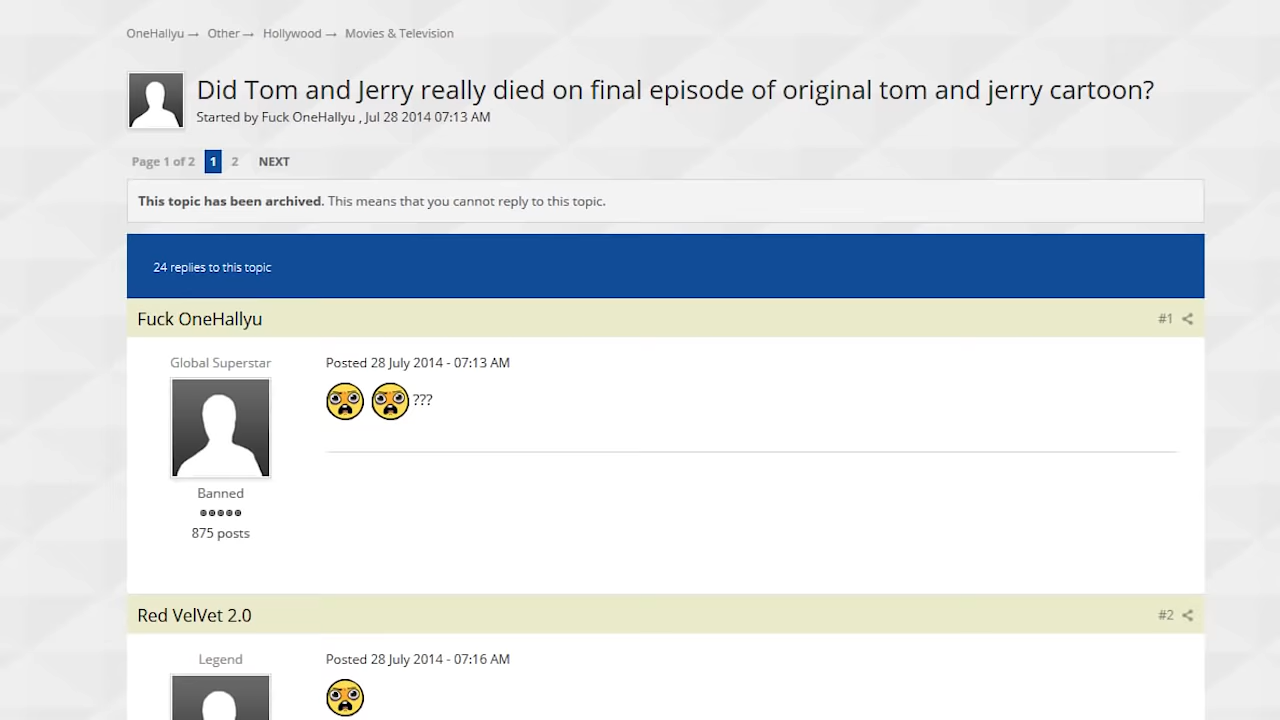 OneHallyu → Other → Hollywood → Movies & Television
Did Tom and Jerry really died on final episode of original tom and jerry cartoon?
Started by Fuck OneHallyu , Jul 28 2014 07:13 AM
Page 1 of 2 1 2 NEXT
This topic has been archived. This means that you cannot reply to this topic.
24 replies to this topic
Fuck OneHallyu #1
Global Superstar Posted 28 July 2014 - 07:13 AM
???
Banned
875 posts
Red VelVet 2.0 #2
Legend Posted 28 July 2014 - 07:16 AM